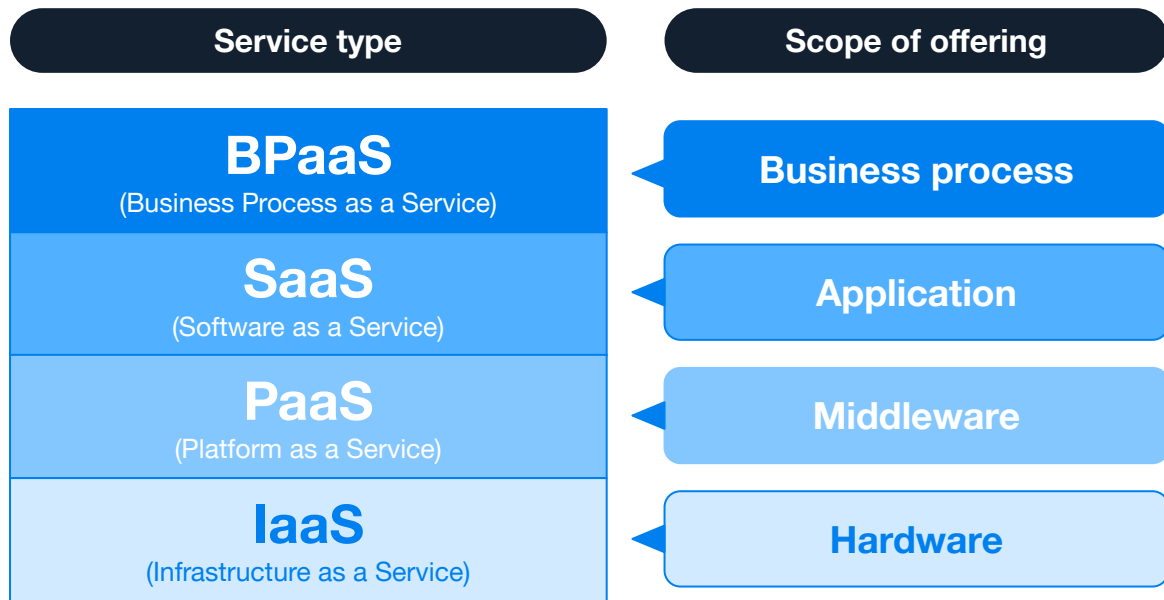 Service type
Scope of offering
BPaaS
(Business Process as a Service)
Business process
SaaS
(Software as a Service)
Application
PaaS
(Platform as a Service)
Middleware
IaaS
(Infrastructure as a Service)
Hardware